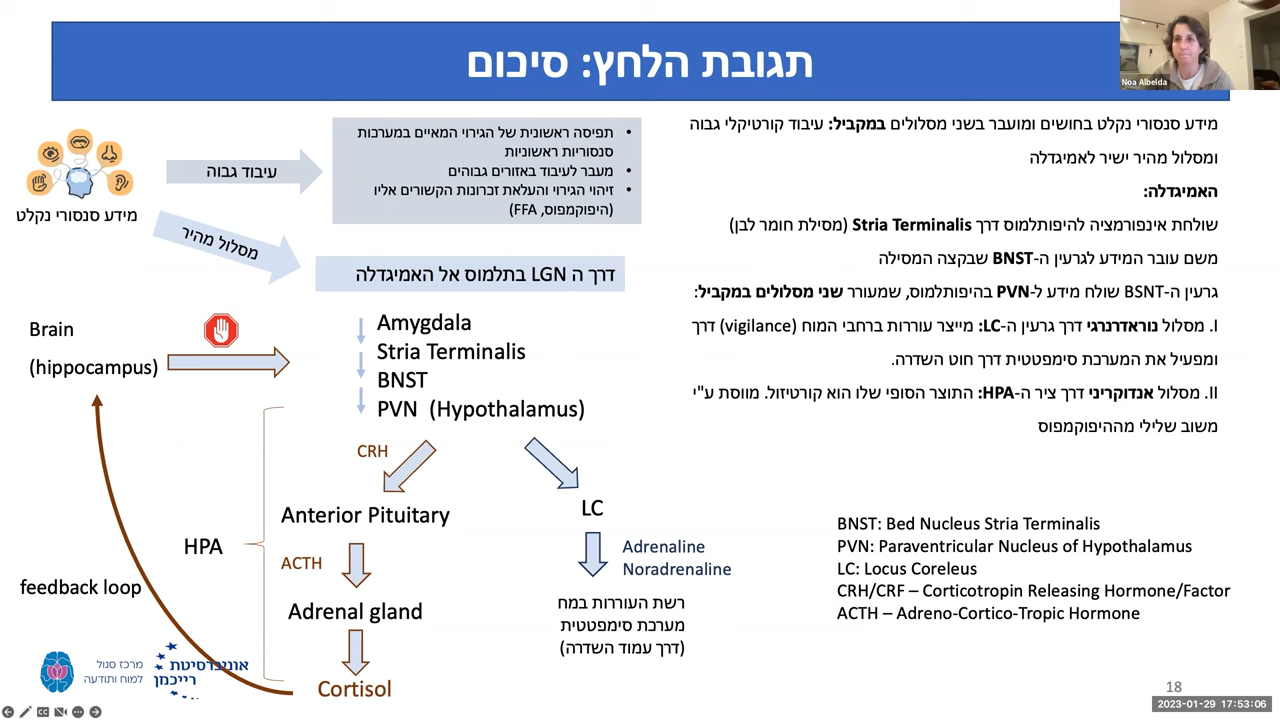 תגובת הלחץ: סיכום
Noa Albelda
מידע סנסורי נקלט בחושים ומועבר בשני מסלולים במקביל: עיבוד קורטיקלי גבוה
ומסלול מהיר ישיר לאמיגדלה
האמיגדלה:
שולחת אינפורמציה להיפותלמוס דרך Stria Terminalis (מסילת חומר לבן)
משם עובר המידע לגרעין ה-BNST שבקצה המסילה
גרעין ה-BSNT שולח מידע ל-PVN בהיפותלמוס, שמעורר שני מסלולים במקביל:
I. מסלול נוראדרנרגי דרך גרעין ה-LC: מייצר עוררות ברחבי המוח (vigilance) דרך
ומפעיל את המערכת סימפטטית דרך חוט השדרה.
II. מסלול אנדוקריני דרך ציר ה-HPA: התוצר הסופי שלו הוא קורטיזול. מווסת ע"י
משוב שלילי מההיפוקמפוס
• תפיסה ראשונית של הגירוי המאיים במערכות
סנסוריות ראשוניות
• מעבר לעיבוד באזורים גבוהים
• זיהוי הגירוי והעלאת זכרונות הקשורים אליו
(היפוקמפוס, FFA)
עיבוד גבוה
מידע סנסורי נקלט
מסלול מהיר
דרך ה LGN בתלמוס אל האמיגדלה
Brain
(hippocampus)
Amygdala
Stria Terminalis
BNST
PVN (Hypothalamus)
CRH
Anterior Pituitary
LC
HPA
ACTH
Adrenaline
Noradrenaline
feedback loop
Adrenal gland
רשת העוררות במח
מערכת סימפטטית
(דרך עמוד השדרה)
Cortisol
BNST: Bed Nucleus Stria Terminalis
PVN: Paraventricular Nucleus of Hypothalamus
LC: Locus Coreleus
CRH/CRF – Corticotropin Releasing Hormone/Factor
ACTH – Adreno-Cortico-Tropic Hormone
מרכז סגול
למוח ותודעה
אוניברסיטת
רייכמן
18
2023-01-29 17:53:06